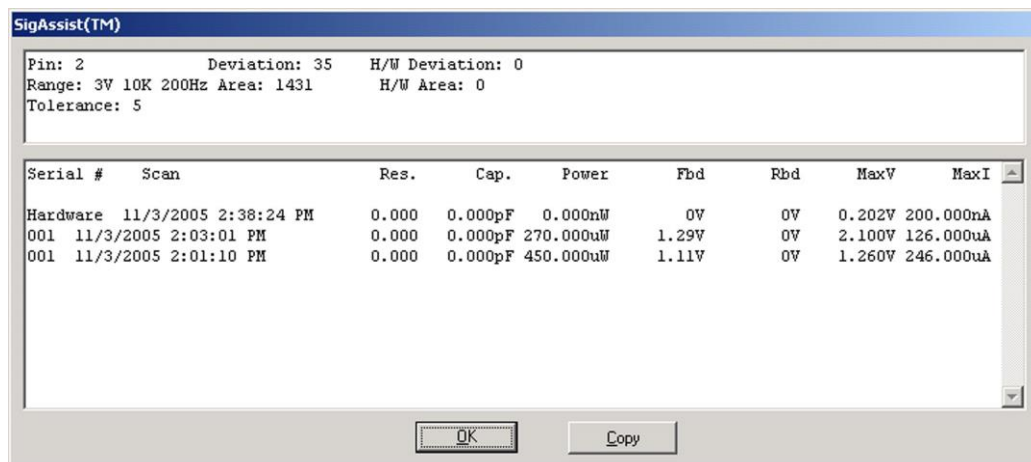 SigAssist(TM)
Pin: 2 Deviation: 35 H/W Deviation: 0
Range: 3V 10K 200Hz Area: 1431 H/W Area: 0
Tolerance: 5
Serial # Scan Res. Cap. Power Fbd Rbd MaxV MaxI
Hardware 11/3/2005 2:38:24 PM 0.000 0.000pF 0.000nW 0V 0V 0.202V 200.000nA
001 11/3/2005 2:03:01 PM 0.000 0.000pF 270.000uW 1.29V 0V 2.100V 126.000uA
001 11/3/2005 2:01:10 PM 0.000 0.000pF 450.000uW 1.11V 0V 1.260V 246.000uA
OK Copy